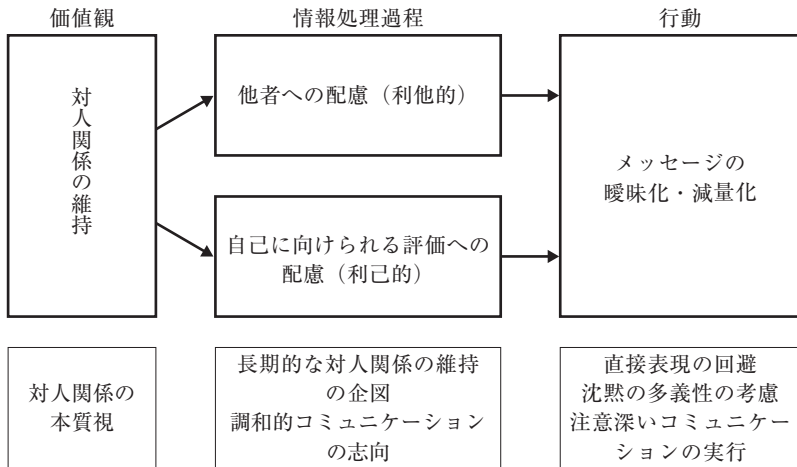 価値観
情報処理過程
行動
対人関係の維持
他者への配慮（利他的）
自己に向けられる評価への
配慮（利己的）
メッセージの
曖昧化・減量化
対人関係の
本質視
長期的な対人関係の維持
の企図
調和的コミュニケーション
の志向
直接表現の回避
沈黙の多義性の考慮
注意深いコミュニケー
ションの実行